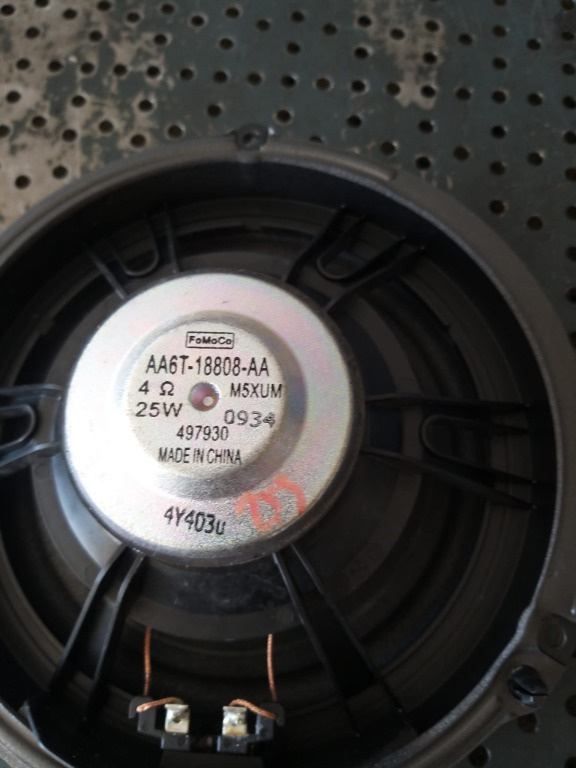 FoMoCo
AA6T-18808-AA
4 Ω M5XUM
25W 0934
497930
MADE IN CHINA
4Y403u